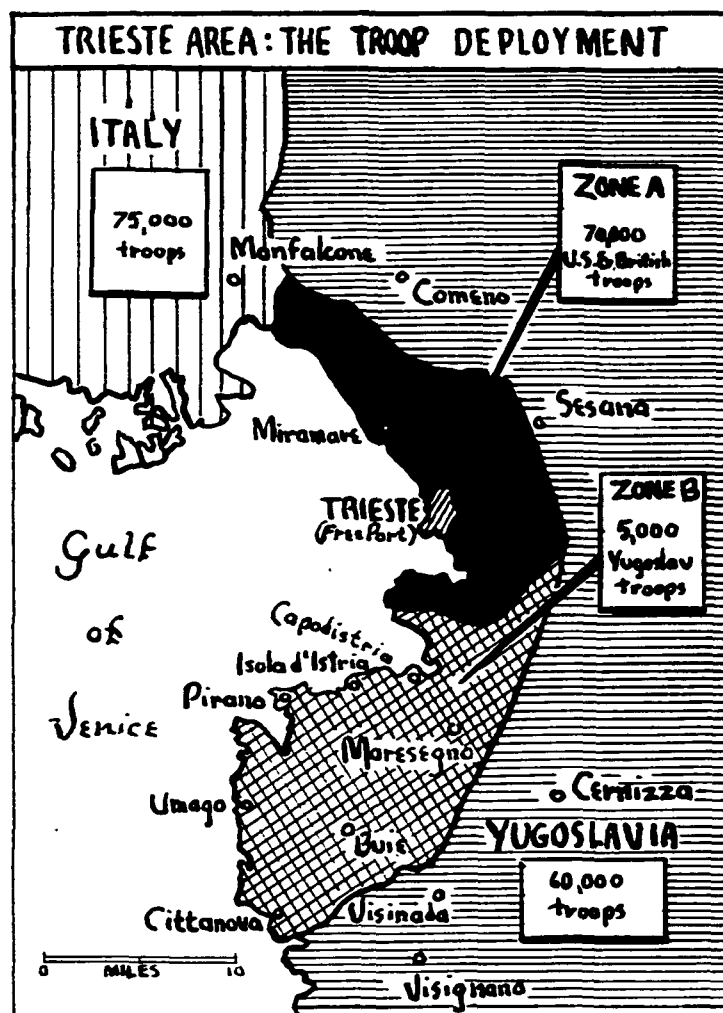 TRIESTE AREA: THE TROOP DEPLOYMENT
ITALY
75,000
troops
ZONE A
70,000
U.S. & British
troops
Monfalcone
Comeno
Sesana
Miramare
TRIESTE
(Free Port)
ZONE B
5,000
Yugoslav
troops
Gulf
of
Venice
Capodistria
Isola d'Istria
Pirano
Maresegno
Umago
Buie
Cernizza
YUGOSLAVIA
60,000
troops
Cittanova
Visinada
Visignano
0 MILES 10